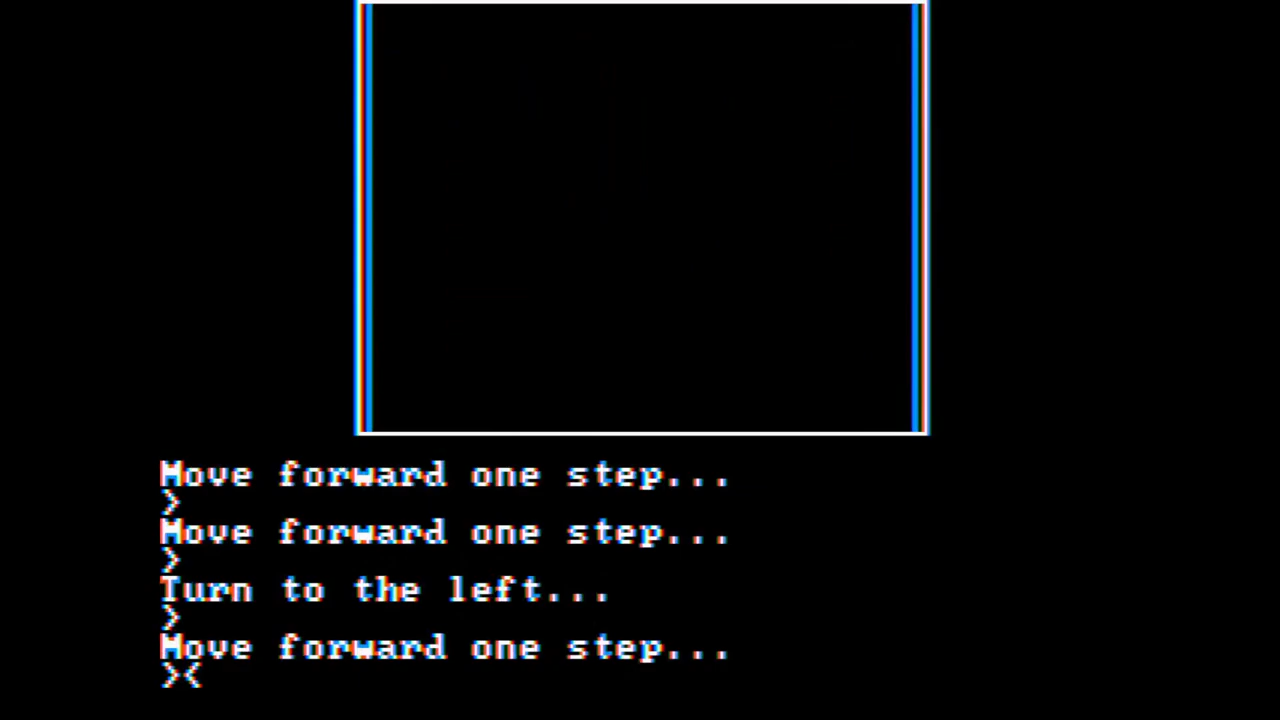 Move forward one step...
>
Move forward one step...
>
Turn to the left...
>
Move forward one step...
><